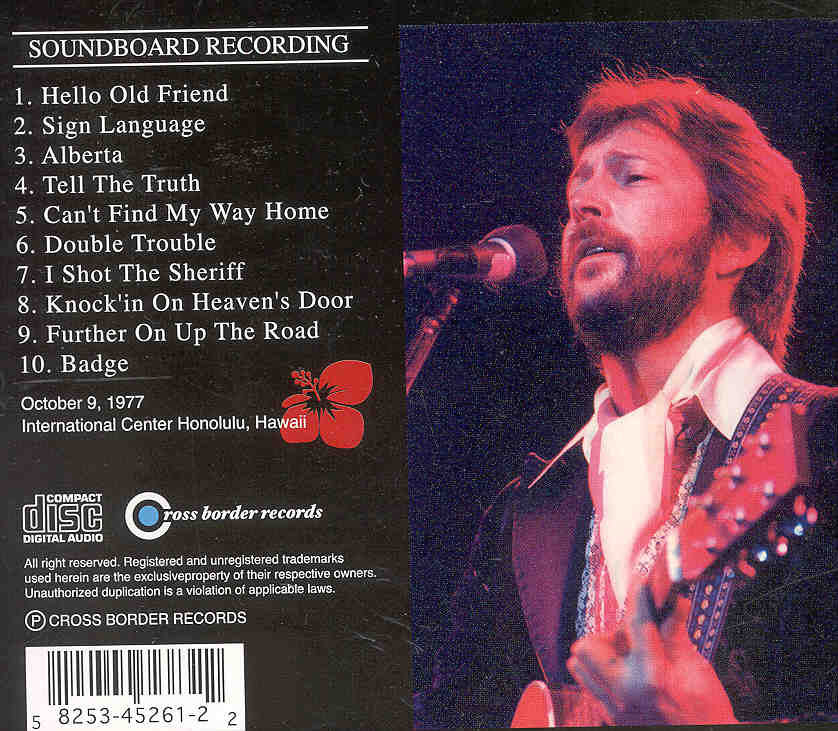 SOUNDBOARD RECORDING
1. Hello Old Friend
2. Sign Language
3. Alberta
4. Tell The Truth
5. Can't Find My Way Home
6. Double Trouble
7. I Shot The Sheriff
8. Knock'in On Heaven's Door
9. Further On Up The Road
10. Badge
October 9, 1977
International Center Honolulu, Hawaii
COMPACT
disc
DIGITAL AUDIO
Cross border records
All right reserved. Registered and unregistered trademarks
used herein are the exclusiveproperty of their respective owners.
Unauthorized duplication is a violation of applicable laws.
Ⓟ CROSS BORDER RECORDS
5 8253-45261-2 2